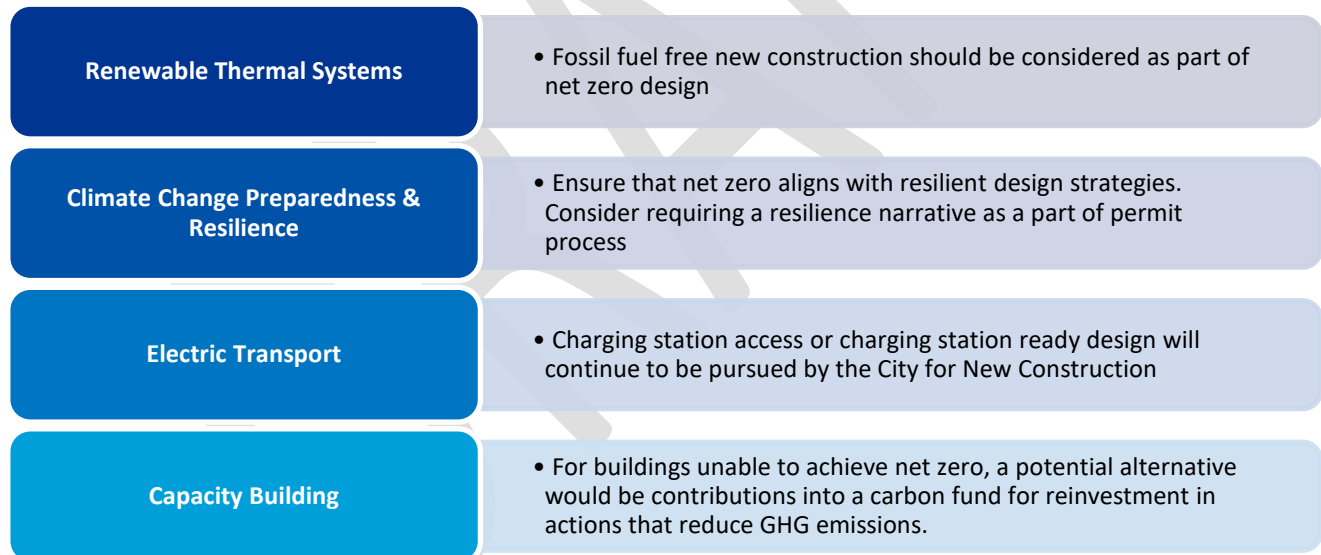 Renewable Thermal Systems
• Fossil fuel free new construction should be considered as part of
net zero design
Climate Change Preparedness &
Resilience
• Ensure that net zero aligns with resilient design strategies.
Consider requiring a resilience narrative as a part of permit
process
Electric Transport
• Charging station access or charging station ready design will
continue to be pursued by the City for New Construction
Capacity Building
• For buildings unable to achieve net zero, a potential alternative
would be contributions into a carbon fund for reinvestment in
actions that reduce GHG emissions.